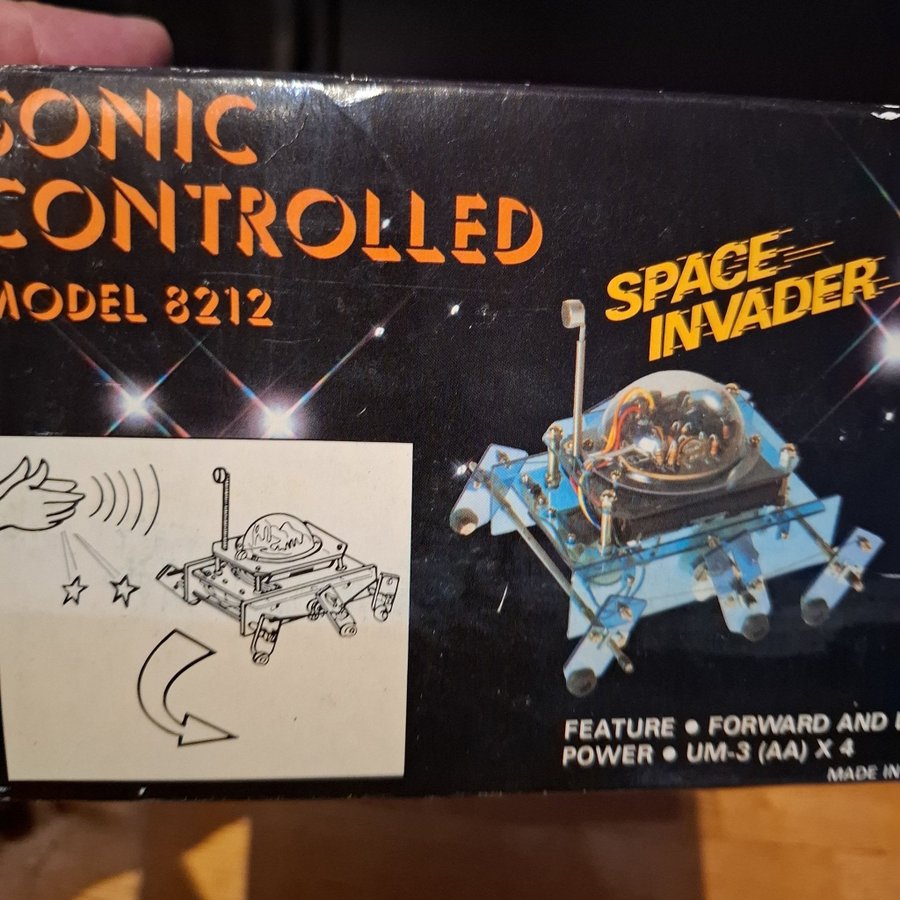 SONIC
CONTROLLED
MODEL 8212
SPACE
INVADER
FEATURE ● FORWARD AND
POWER ● UM-3 (AA) X 4
MADE IN